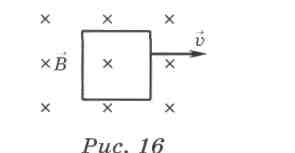 × × ×
v⃗
× B⃗ × ×
× × ×
Рис. 16